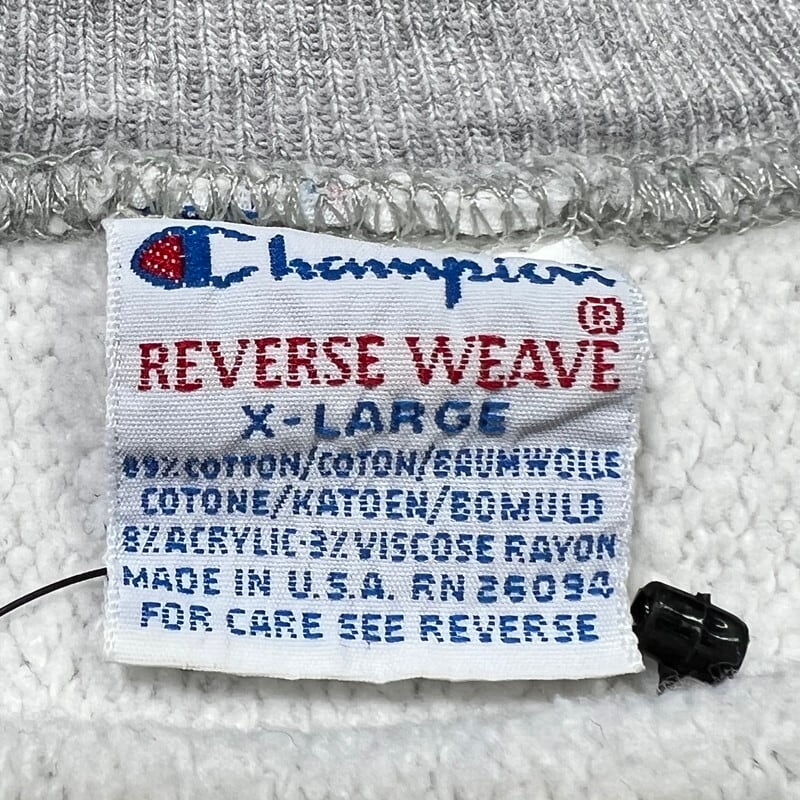 Champion
®
REVERSE WEAVE
X-LARGE
89% COTTON/COTON/BAUMWOLLE
COTONE/KATOEN/BOMULD
8% ACRYLIC-3% VISCOSE RAYON
MADE IN U.S.A. RN 26094
FOR CARE SEE REVERSE